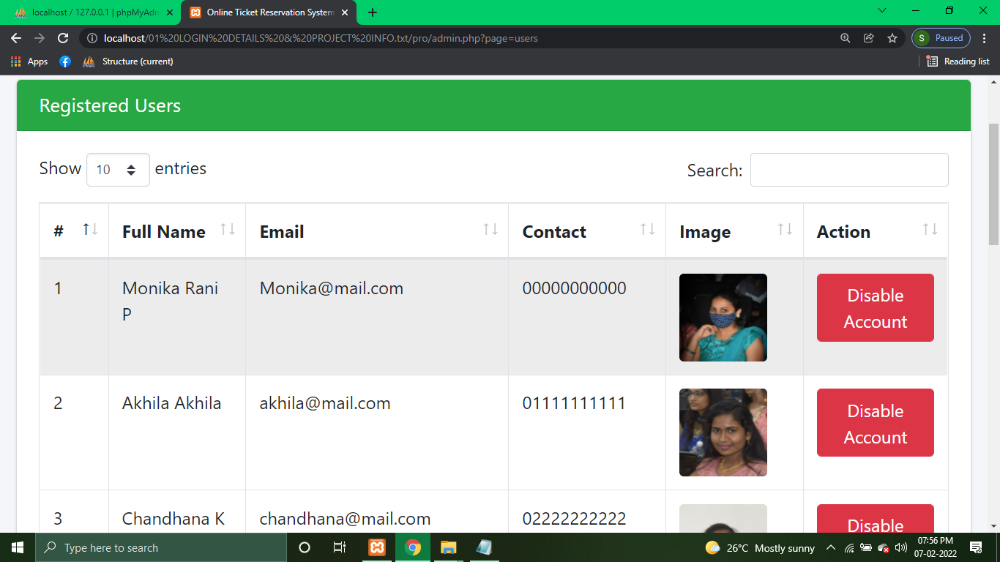 localhost / 127.0.0.1 | phpMyAdn
Online Ticket Reservation System
localhost/01%20LOGIN%20DETAILS%20&%20PROJECT%20INFO.txt/pro/admin.php?page=users
S Paused
Apps
Structure (current)
Reading list
Registered Users
Show 10 entries
Search:
# Full Name Email Contact Image Action
1 Monika Rani Monika@mail.com 00000000000 Disable
P Account
2 Akhila Akhila akhila@mail.com 01111111111 Disable
Account
3 Chandhana K chandhana@mail.com 02222222222 Disable
Type here to search
26°C Mostly sunny
07:56 PM
07-02-2022